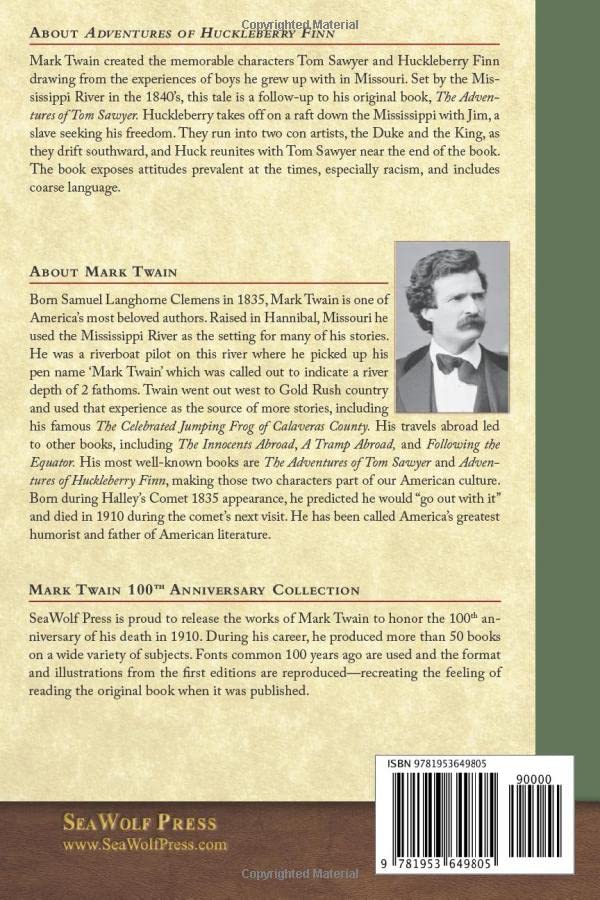 Copyrighted Material
About Adventures of Huckleberry Finn
Mark Twain created the memorable characters Tom Sawyer and Huckleberry Finn
drawing from the experiences of boys he grew up with in Missouri. Set by the Mis-
sissippi River in the 1840’s, this tale is a follow-up to his original book, The Adven-
tures of Tom Sawyer. Huckleberry takes off on a raft down the Mississippi with Jim, a
slave seeking his freedom. They run into two con artists, the Duke and the King, as
they drift southward, and Huck reunites with Tom Sawyer near the end of the book.
The book exposes attitudes prevalent at the times, especially racism, and includes
coarse language.
About Mark Twain
Born Samuel Langhorne Clemens in 1835, Mark Twain is one of
America’s most beloved authors. Raised in Hannibal, Missouri he
used the Mississippi River as the setting for many of his stories.
He was a riverboat pilot on this river where he picked up his
pen name ‘Mark Twain’ which was called out to indicate a river
depth of 2 fathoms. Twain went out west to Gold Rush country
and used that experience as the source of more stories, including
his famous The Celebrated Jumping Frog of Calaveras County. His travels abroad led
to other books, including The Innocents Abroad, A Tramp Abroad, and Following the
Equator. His most well-known books are The Adventures of Tom Sawyer and Adven-
tures of Huckleberry Finn, making those two characters part of our American culture.
Born during Halley’s Comet 1835 appearance, he predicted he would “go out with it”
and died in 1910 during the comet’s next visit. He has been called America’s greatest
humorist and father of American literature.
Mark Twain 100TH Anniversary Collection
SeaWolf Press is proud to release the works of Mark Twain to honor the 100th an-
niversary of his death in 1910. During his career, he produced more than 50 books
on a wide variety of subjects. Fonts common 100 years ago are used and the format
and illustrations from the first editions are reproduced—recreating the feeling of
reading the original book when it was published.
ISBN 9781953649805
90000
9 781953 649805
SeaWolf Press
www.SeaWolfPress.com
Copyrighted Material